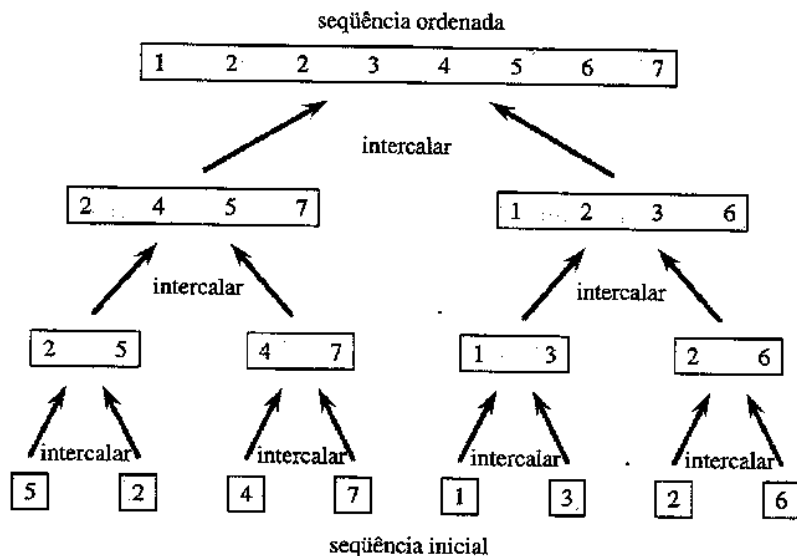 seqüência ordenada
1 2 2 3 4 5 6 7
intercalar
2 4 5 7 1 2 3 6
intercalar intercalar
2 5 4 7 1 3 2 6
intercalar intercalar intercalar intercalar
5 2 4 7 1 3 2 6
seqüência inicial